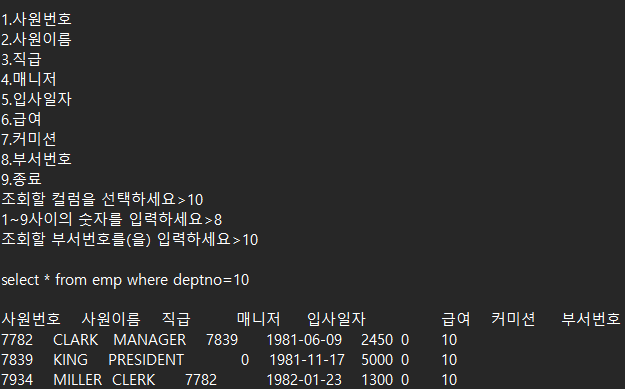 1.사원번호
2.사원이름
3.직급
4.매니저
5.입사일자
6.급여
7.커미션
8.부서번호
9.종료
조회할 컬럼을 선택하세요>10
1~9사이의 숫자를 입력하세요>8
조회할 부서번호를(을) 입력하세요>10
select * from emp where deptno=10
사원번호 사원이름 직급 매니저 입사일자 급여 커미션 부서번호
7782 CLARK MANAGER 7839 1981-06-09 2450 0 10
7839 KING PRESIDENT 0 1981-11-17 5000 0 10
7934 MILLER CLERK 7782 1982-01-23 1300 0 10